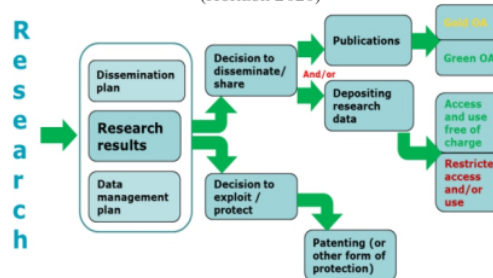 Research
Dissemination
plan
Research
results
Data
management
plan
Decision to
disseminate/
share
And/or
Decision to
exploit /
protect
Publications
Depositing
research
data
Patenting (or
other form of
protection)
Gold OA
Green OA
Access
and use
free of
charge
access
and/or
use